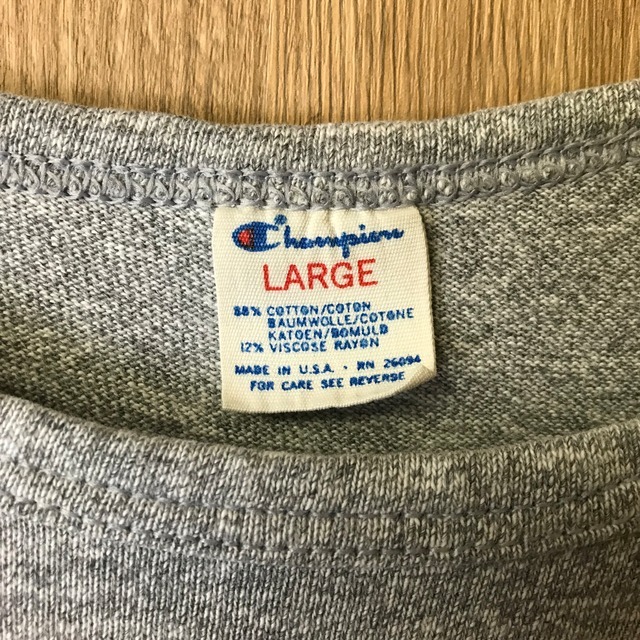 Champion
LARGE
88% COTTON/COTON
BAUMWOLLE/COTONE
KATOEN/BOMULD
12% VISCOSE RAYON
MADE IN U.S.A. · RN 26094
FOR CARE SEE REVERSE